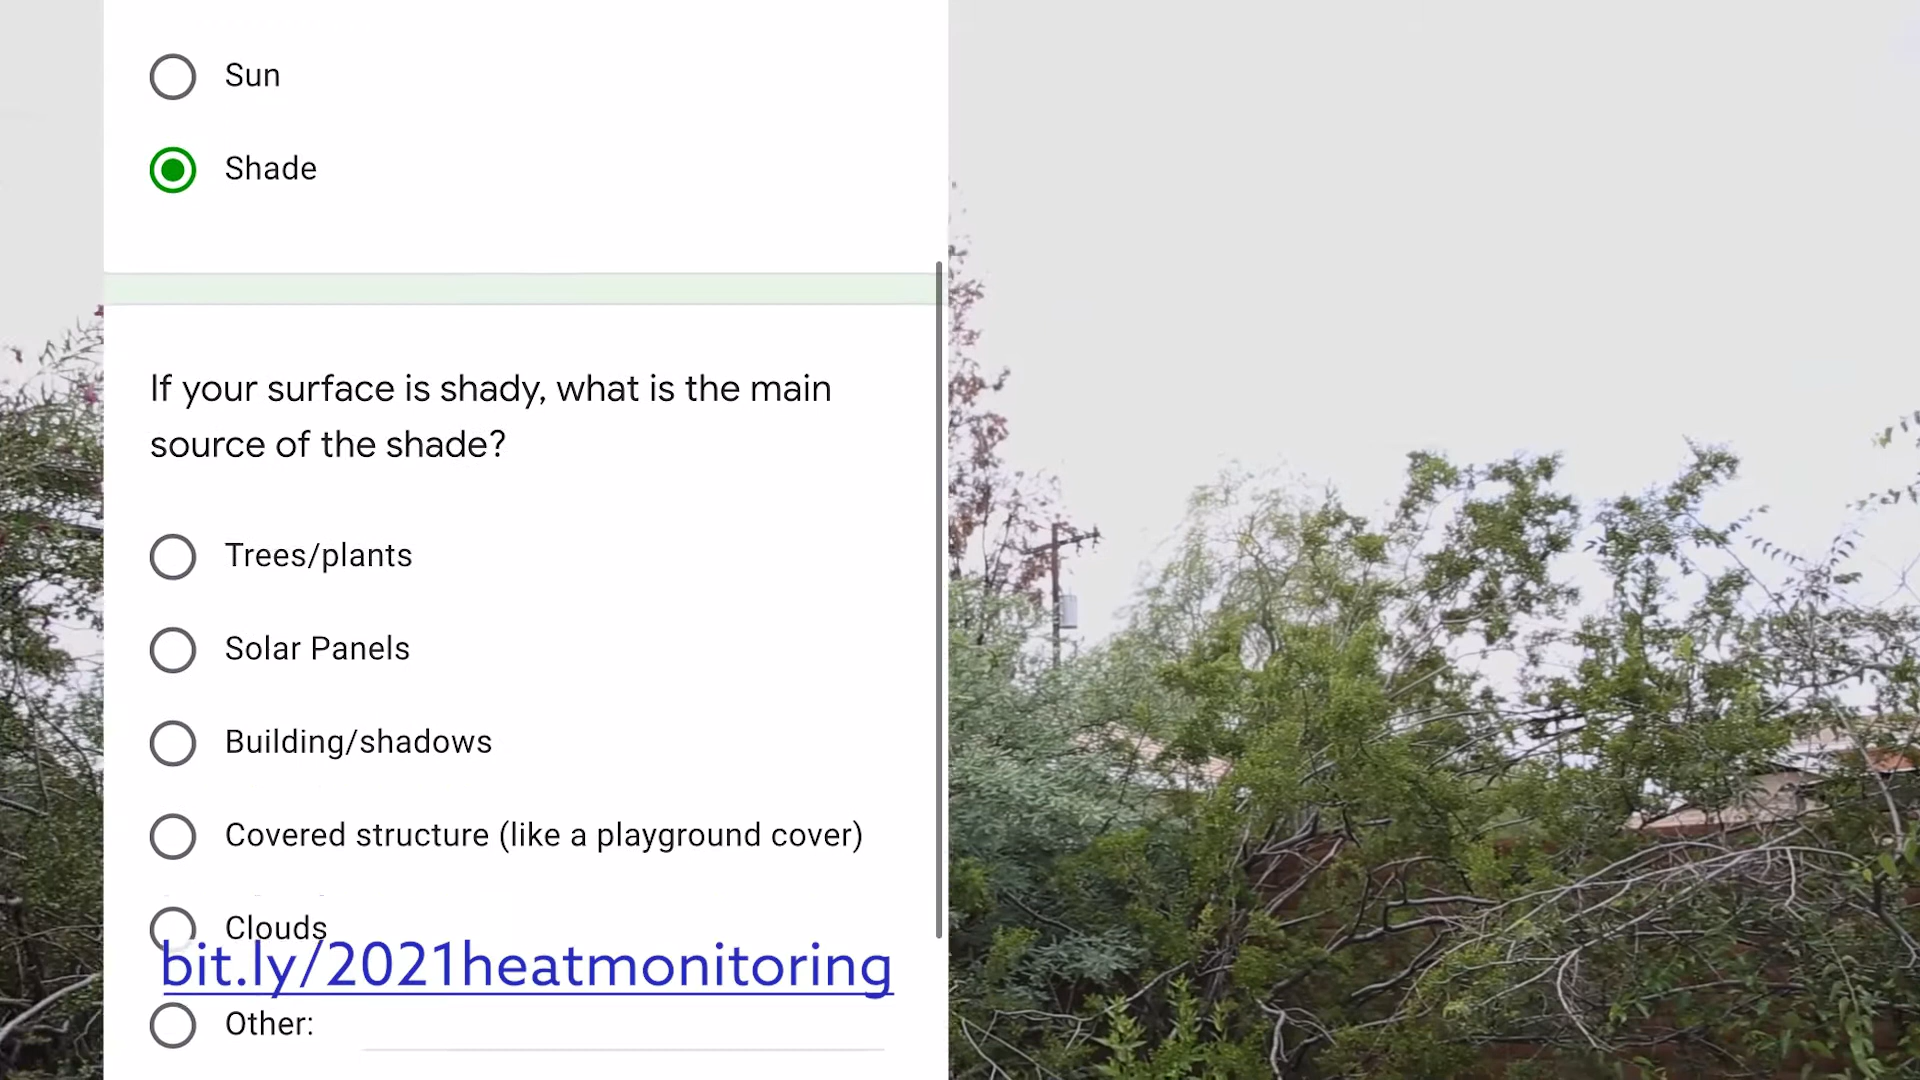 Sun
Shade
If your surface is shady, what is the main
source of the shade?
Trees/plants
Solar Panels
Building/shadows
Covered structure (like a playground cover)
Clouds
bit.ly/2021heatmonitoring
Other: